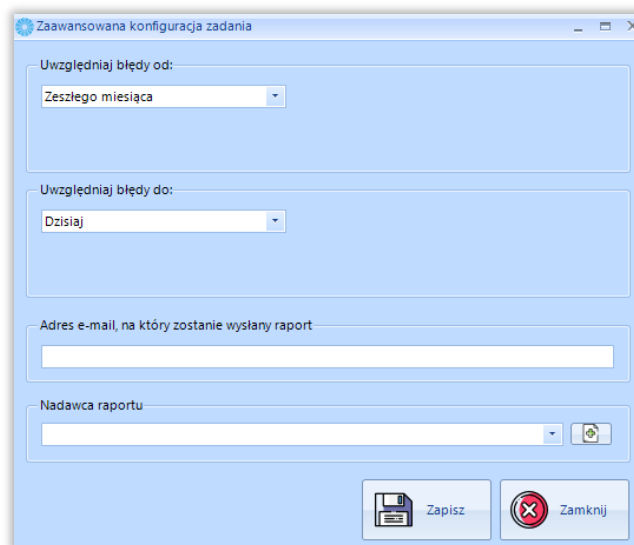 Zaawansowana konfiguracja zadania
Uwzględniaj błędy od:
Zeszłego miesiąca
Uwzględniaj błędy do:
Dzisiaj
Adres e-mail, na który zostanie wysłany raport
Nadawca raportu
Zapisz
Zamknij